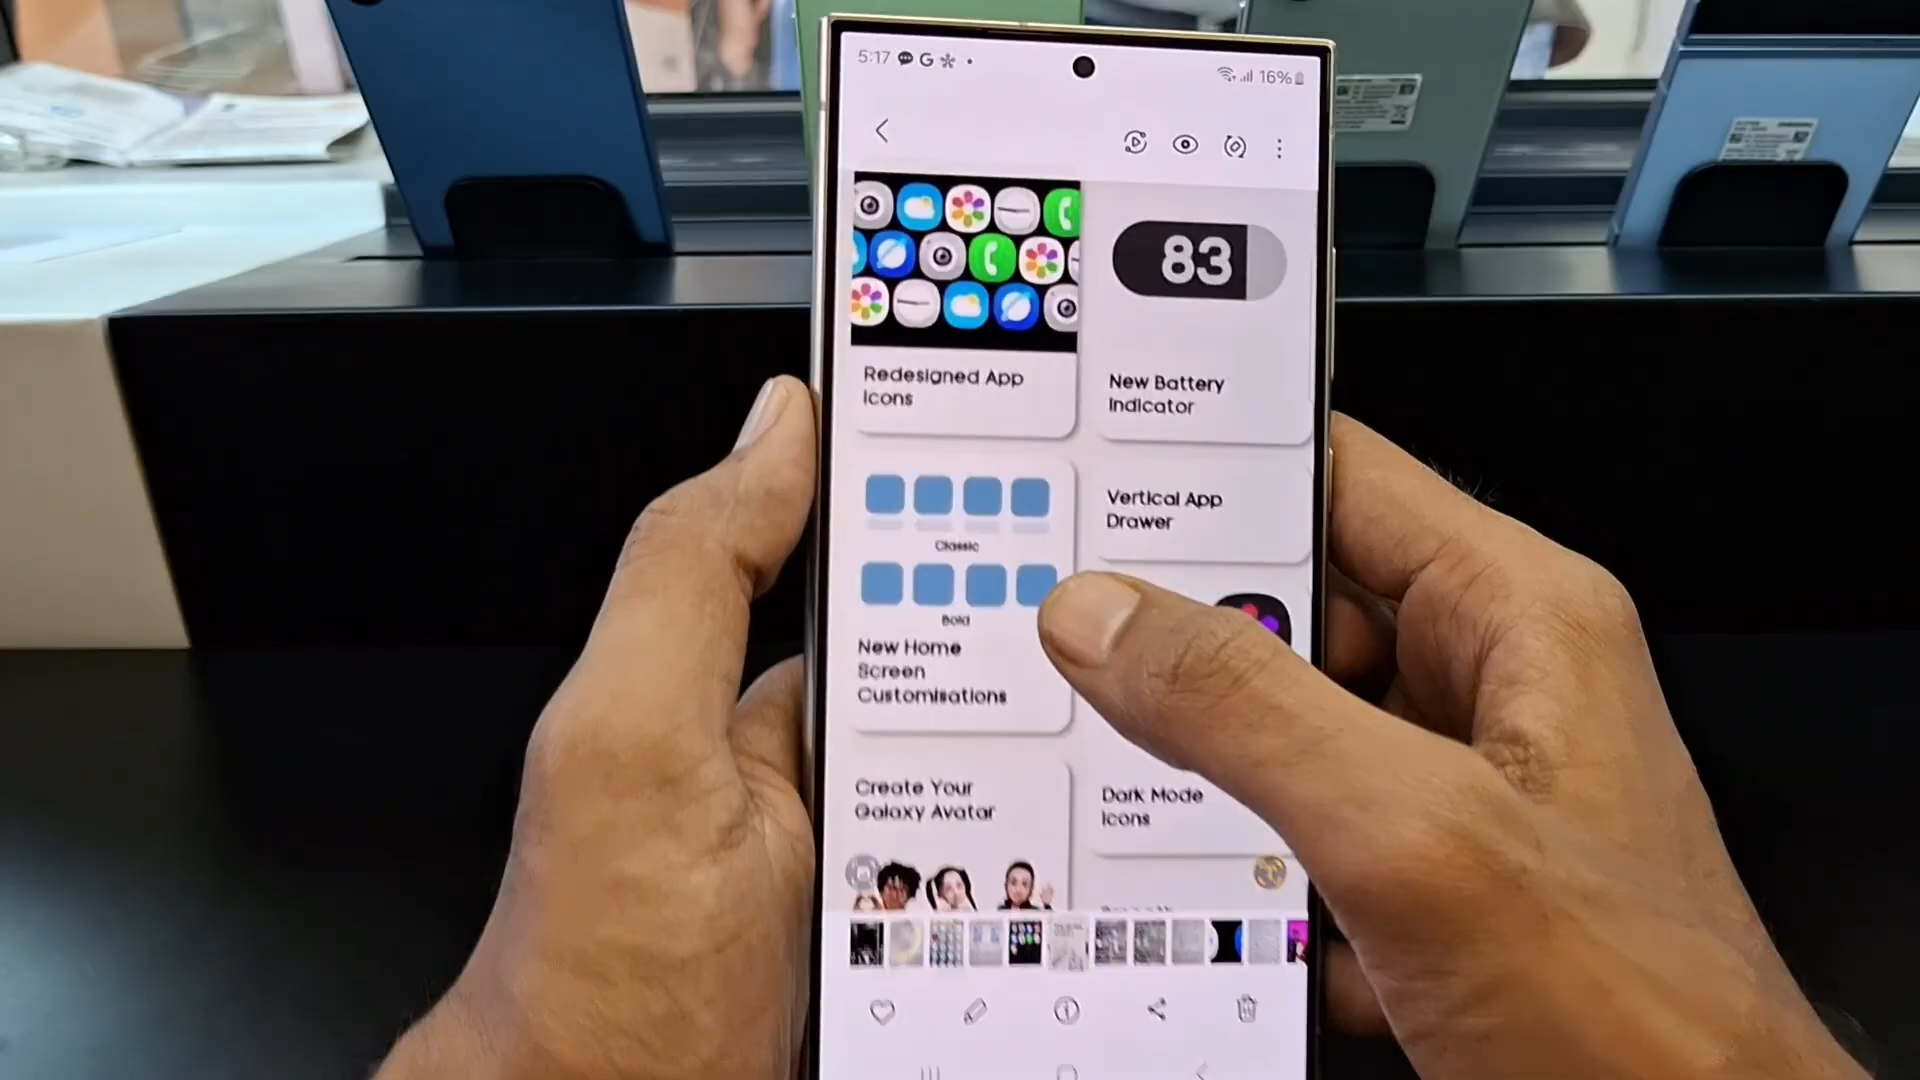 5:17
16%
83
Redesigned App
Icons
New Battery
Indicator
Classic
Bold
New Home
Screen
Customisations
Vertical App
Drawer
Create Your
Galaxy Avatar
Dark Mode
Icons